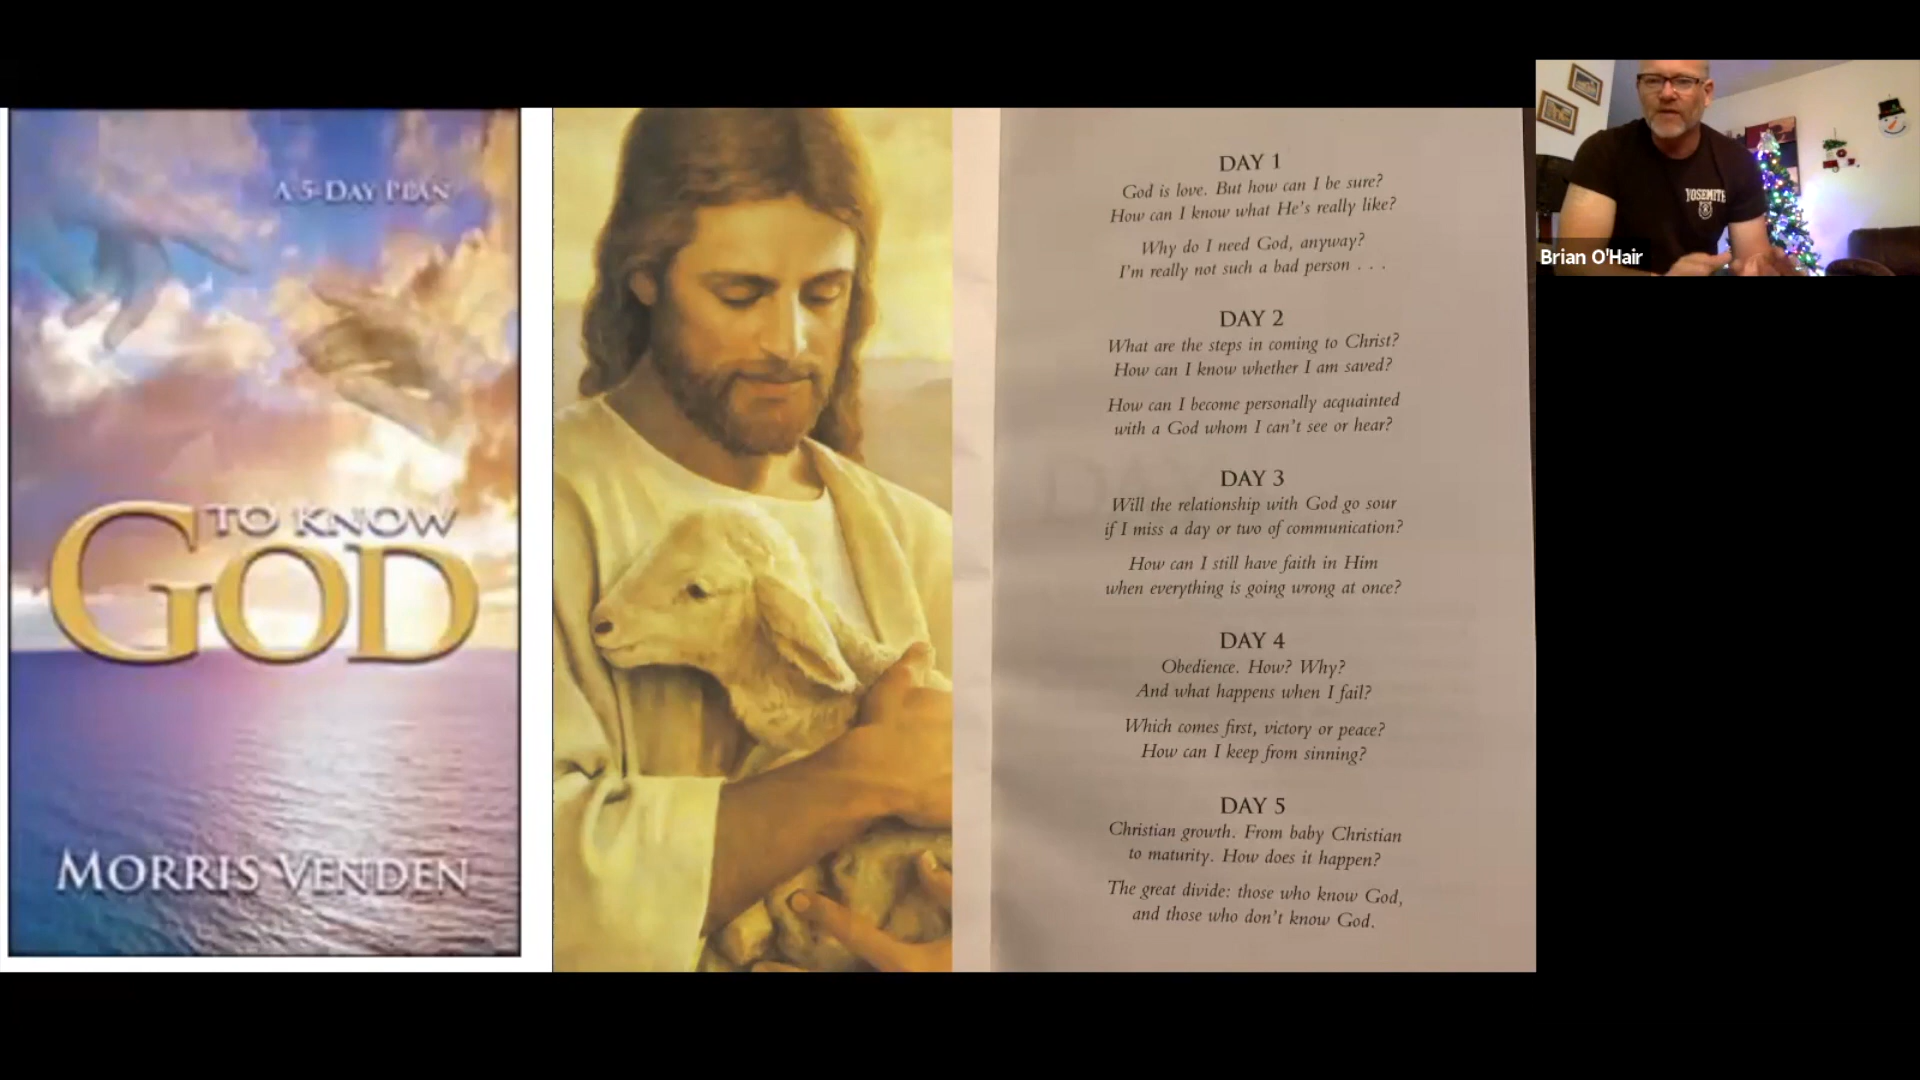 A 5-DAY PLAN
TO KNOW
GOD
MORRIS VENDEN
DAY 1
God is love. But how can I be sure?
How can I know what He's really like?
Why do I need God, anyway?
I'm really not such a bad person . . .
DAY 2
What are the steps in coming to Christ?
How can I know whether I am saved?
How can I become personally acquainted
with a God whom I can't see or hear?
DAY 3
Will the relationship with God go sour
if I miss a day or two of communication?
How can I still have faith in Him
when everything is going wrong at once?
DAY 4
Obedience. How? Why?
And what happens when I fail?
Which comes first, victory or peace?
How can I keep from sinning?
DAY 5
Christian growth. From baby Christian
to maturity. How does it happen?
The great divide: those who know God,
and those who don't know God.
YOSEMITE
Brian O'Hair